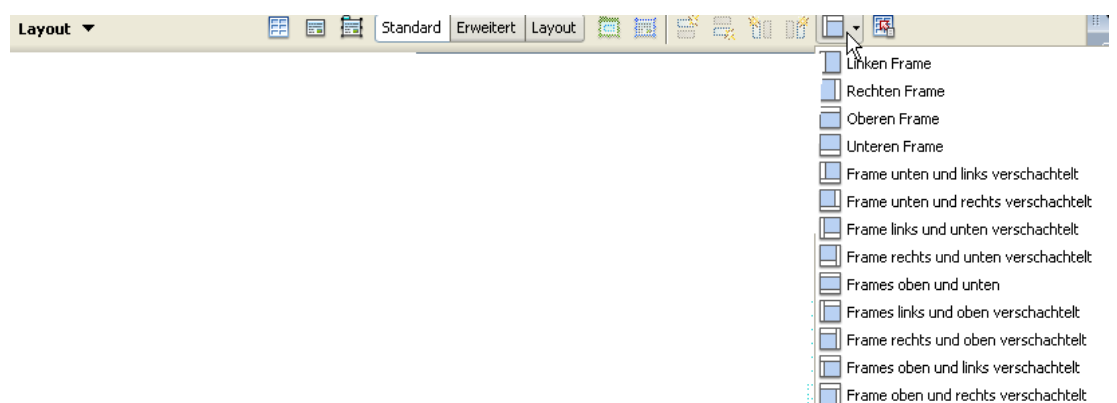 Layout Standard Erweitert Layout
Linken Frame
Rechten Frame
Oberen Frame
Unteren Frame
Frame unten und links verschachtelt
Frame unten und rechts verschachtelt
Frame links und unten verschachtelt
Frame rechts und unten verschachtelt
Frames oben und unten
Frames links und oben verschachtelt
Frame rechts und oben verschachtelt
Frames oben und links verschachtelt
Frame oben und rechts verschachtelt